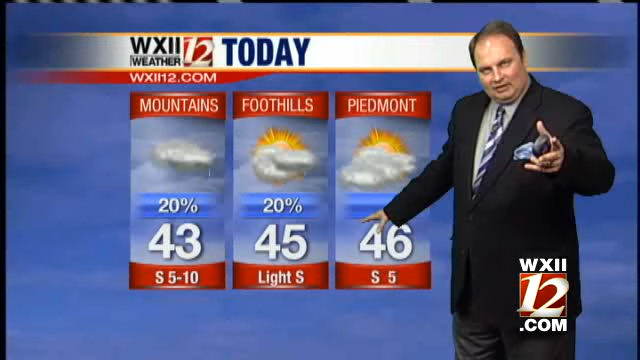 WXII 12
WEATHER
TODAY
WXII12.COM
MOUNTAINS
20%
43
S 5-10
FOOTHILLS
20%
45
Light S
PIEDMONT
46
S 5
WXII
12
.COM